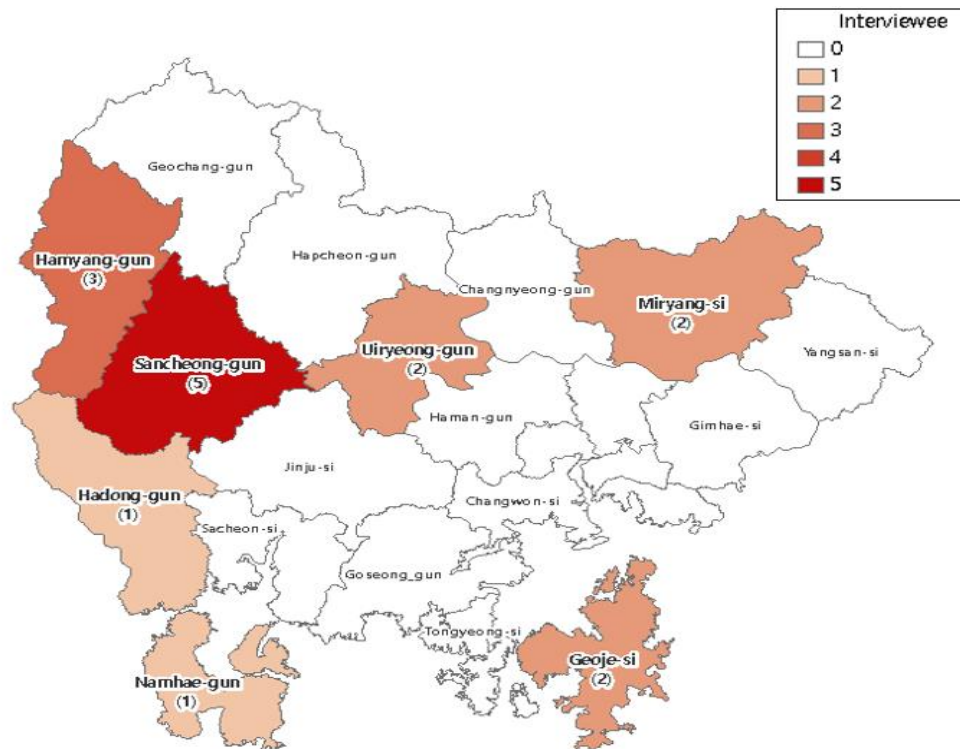 Interviewee
0
1
2
3
4
5
Geochang-gun
Hamyang-gun
(3)
Hapcheon-gun
Changnyeong-gun
Miryang-si
(2)
Yangsan-si
Uiryeong-gun
(2)
Sancheong-gun
(5)
Haman-gun
Gimhae-si
Jinju-si
Hadong-gun
(1)
Changwon-si
Sacheon-si
Goseong_gun
Tongyeong-si
Geoje-si
(2)
Namhae-gun
(1)